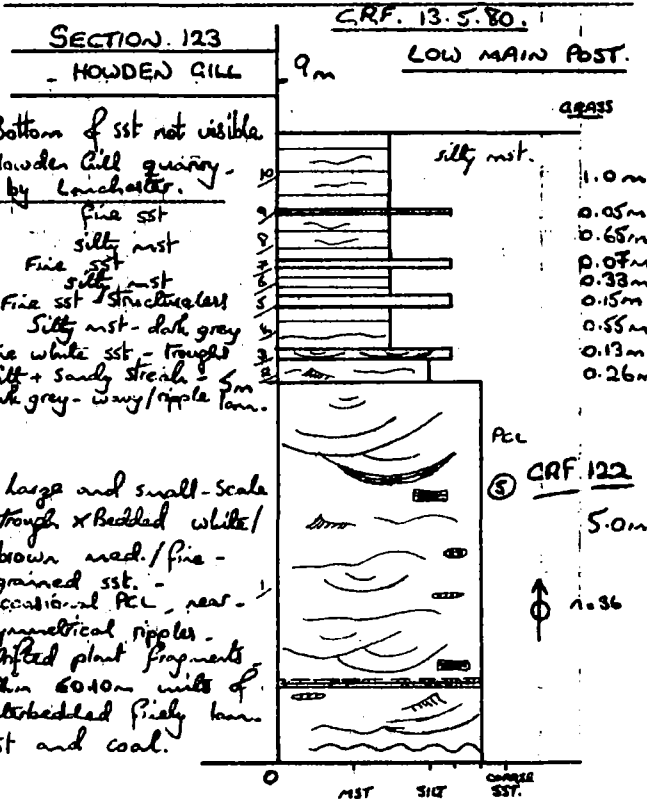 C.R.F. 13.5.80.
SECTION. 123
HOWDEN GILL
9m
LOW MAIN POST.
GRASS
Bottom of sst not visible
Howden Gill quarry.
by Lanchester.
silty mst.
10
1.0m
fine sst
9
0.05m
silty mst
8
0.65m
Fine sst
7
0.07m
silty mst
6
0.33m
Fine sst Structureless
5
0.15m
Silty mst - dark grey
4
0.55m
white sst - troughs
3
0.13m
+ Sandy streak -
5m
2
0.26m
grey - wavy/ripple lam.
PCL
5
CRF 122
5.0m
Large and small-scale
Trough X Bedded white/
brown med./fine-
grained sst. -
occasional PCL, near-
symmetrical ripples.
1
n=36
Drifted plant fragments.
units of
interbedded finely lam.
and coal.
0
MST
SILT
COARSE
SST.